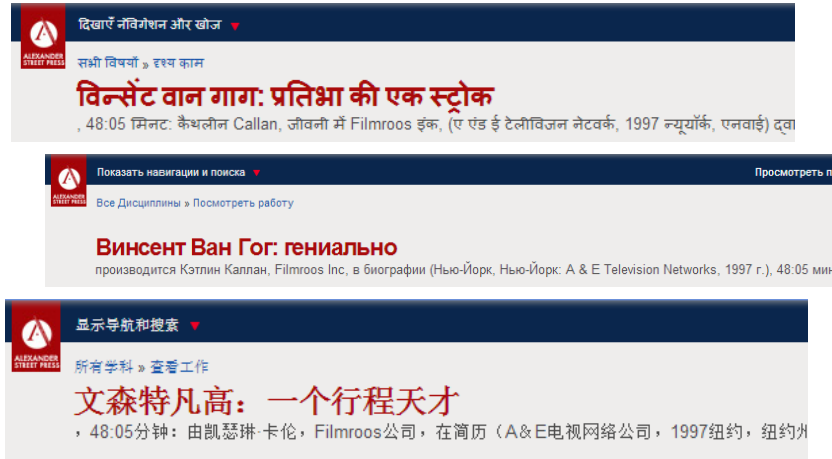 दिखाएँ नेविगेशन और खोज
ALEXANDER
STREET PRESS
सभी विषयों » दृश्य काम
विन्सेंट वान गाग: प्रतिभा की एक स्ट्रोक
, 48:05 मिनट: कैथलीन Callan, जीवनी में Filmroos इंक, (ए एंड ई टेलीविजन नेटवर्क, 1997 न्यूयॉर्क, एनवाई)
Показать навигации и поиска
Просмотреть
ALEXANDER
STREET PRESS
Все Дисциплины » Посмотреть работу
Винсент Ван Гог: гениально
производится Кэтлин Каллан, Filmroos Inc, в биографии (Нью-Йорк, Нью-Йорк: A & E Television Networks, 1997 г.), 48:05 мин
显示导航和搜索
ALEXANDER
STREET PRESS
所有学科 » 查看工作
文森特凡高：一个行程天才
，48:05分钟：由凯瑟琳·卡伦，Filmroos公司，在简历（A&E电视网络公司，1997纽约，纽约州